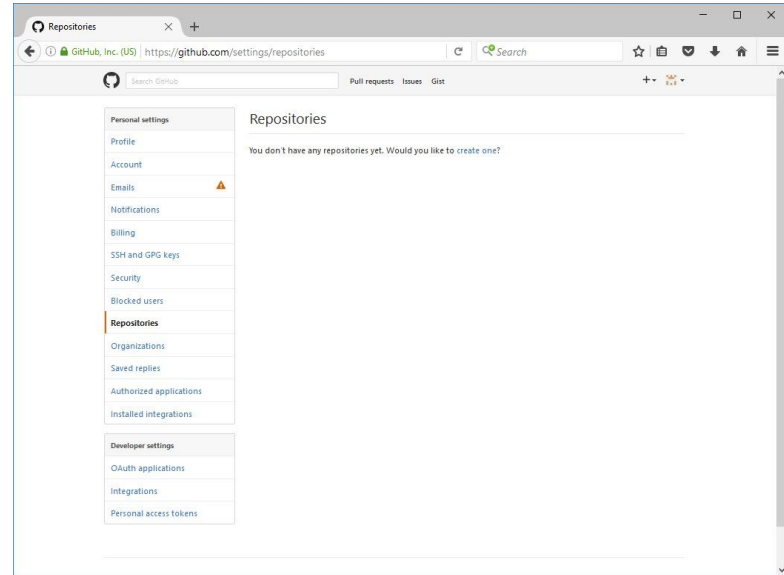 Repositories
GitHub, Inc. (US) https://github.com/settings/repositories
Search
Search GitHub
Pull requests Issues Gist
Personal settings
Profile
Account
Emails
Notifications
Billing
SSH and GPG keys
Security
Blocked users
Repositories
Organizations
Saved replies
Authorized applications
Installed integrations
Developer settings
OAuth applications
Integrations
Personal access tokens
Repositories
You don't have any repositories yet. Would you like to create one?